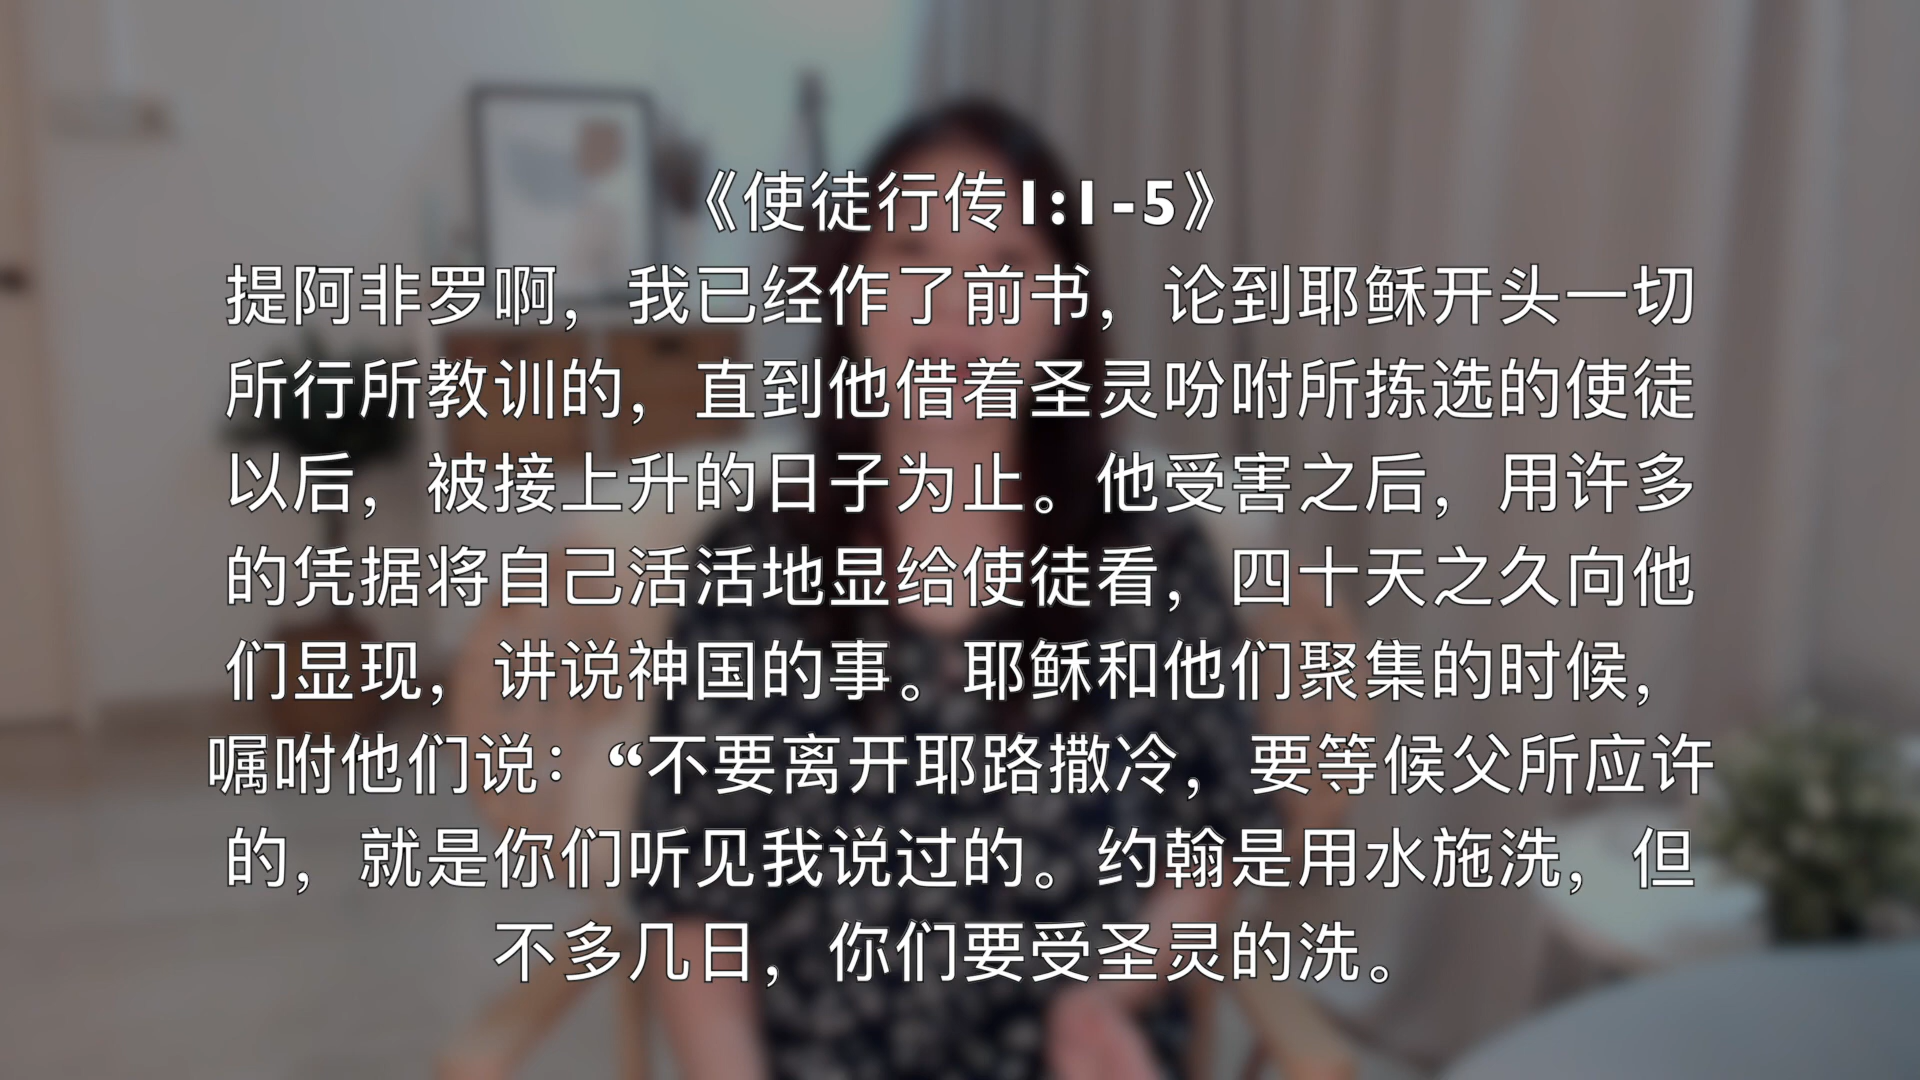 《使徒行传1:1-5》
提阿非罗啊，我已经作了前书，论到耶稣开头一切
所行所教训的，直到他借着圣灵吩咐所拣选的使徒
以后，被接上升的日子为止。他受害之后，用许多
的凭据将自己活活地显给使徒看，四十天之久向他
们显现，讲说神国的事。耶稣和他们聚集的时候，
嘱咐他们说：“不要离开耶路撒冷，要等候父所应许
的，就是你们听见我说过的。约翰是用水施洗，但
不多几日，你们要受圣灵的洗。